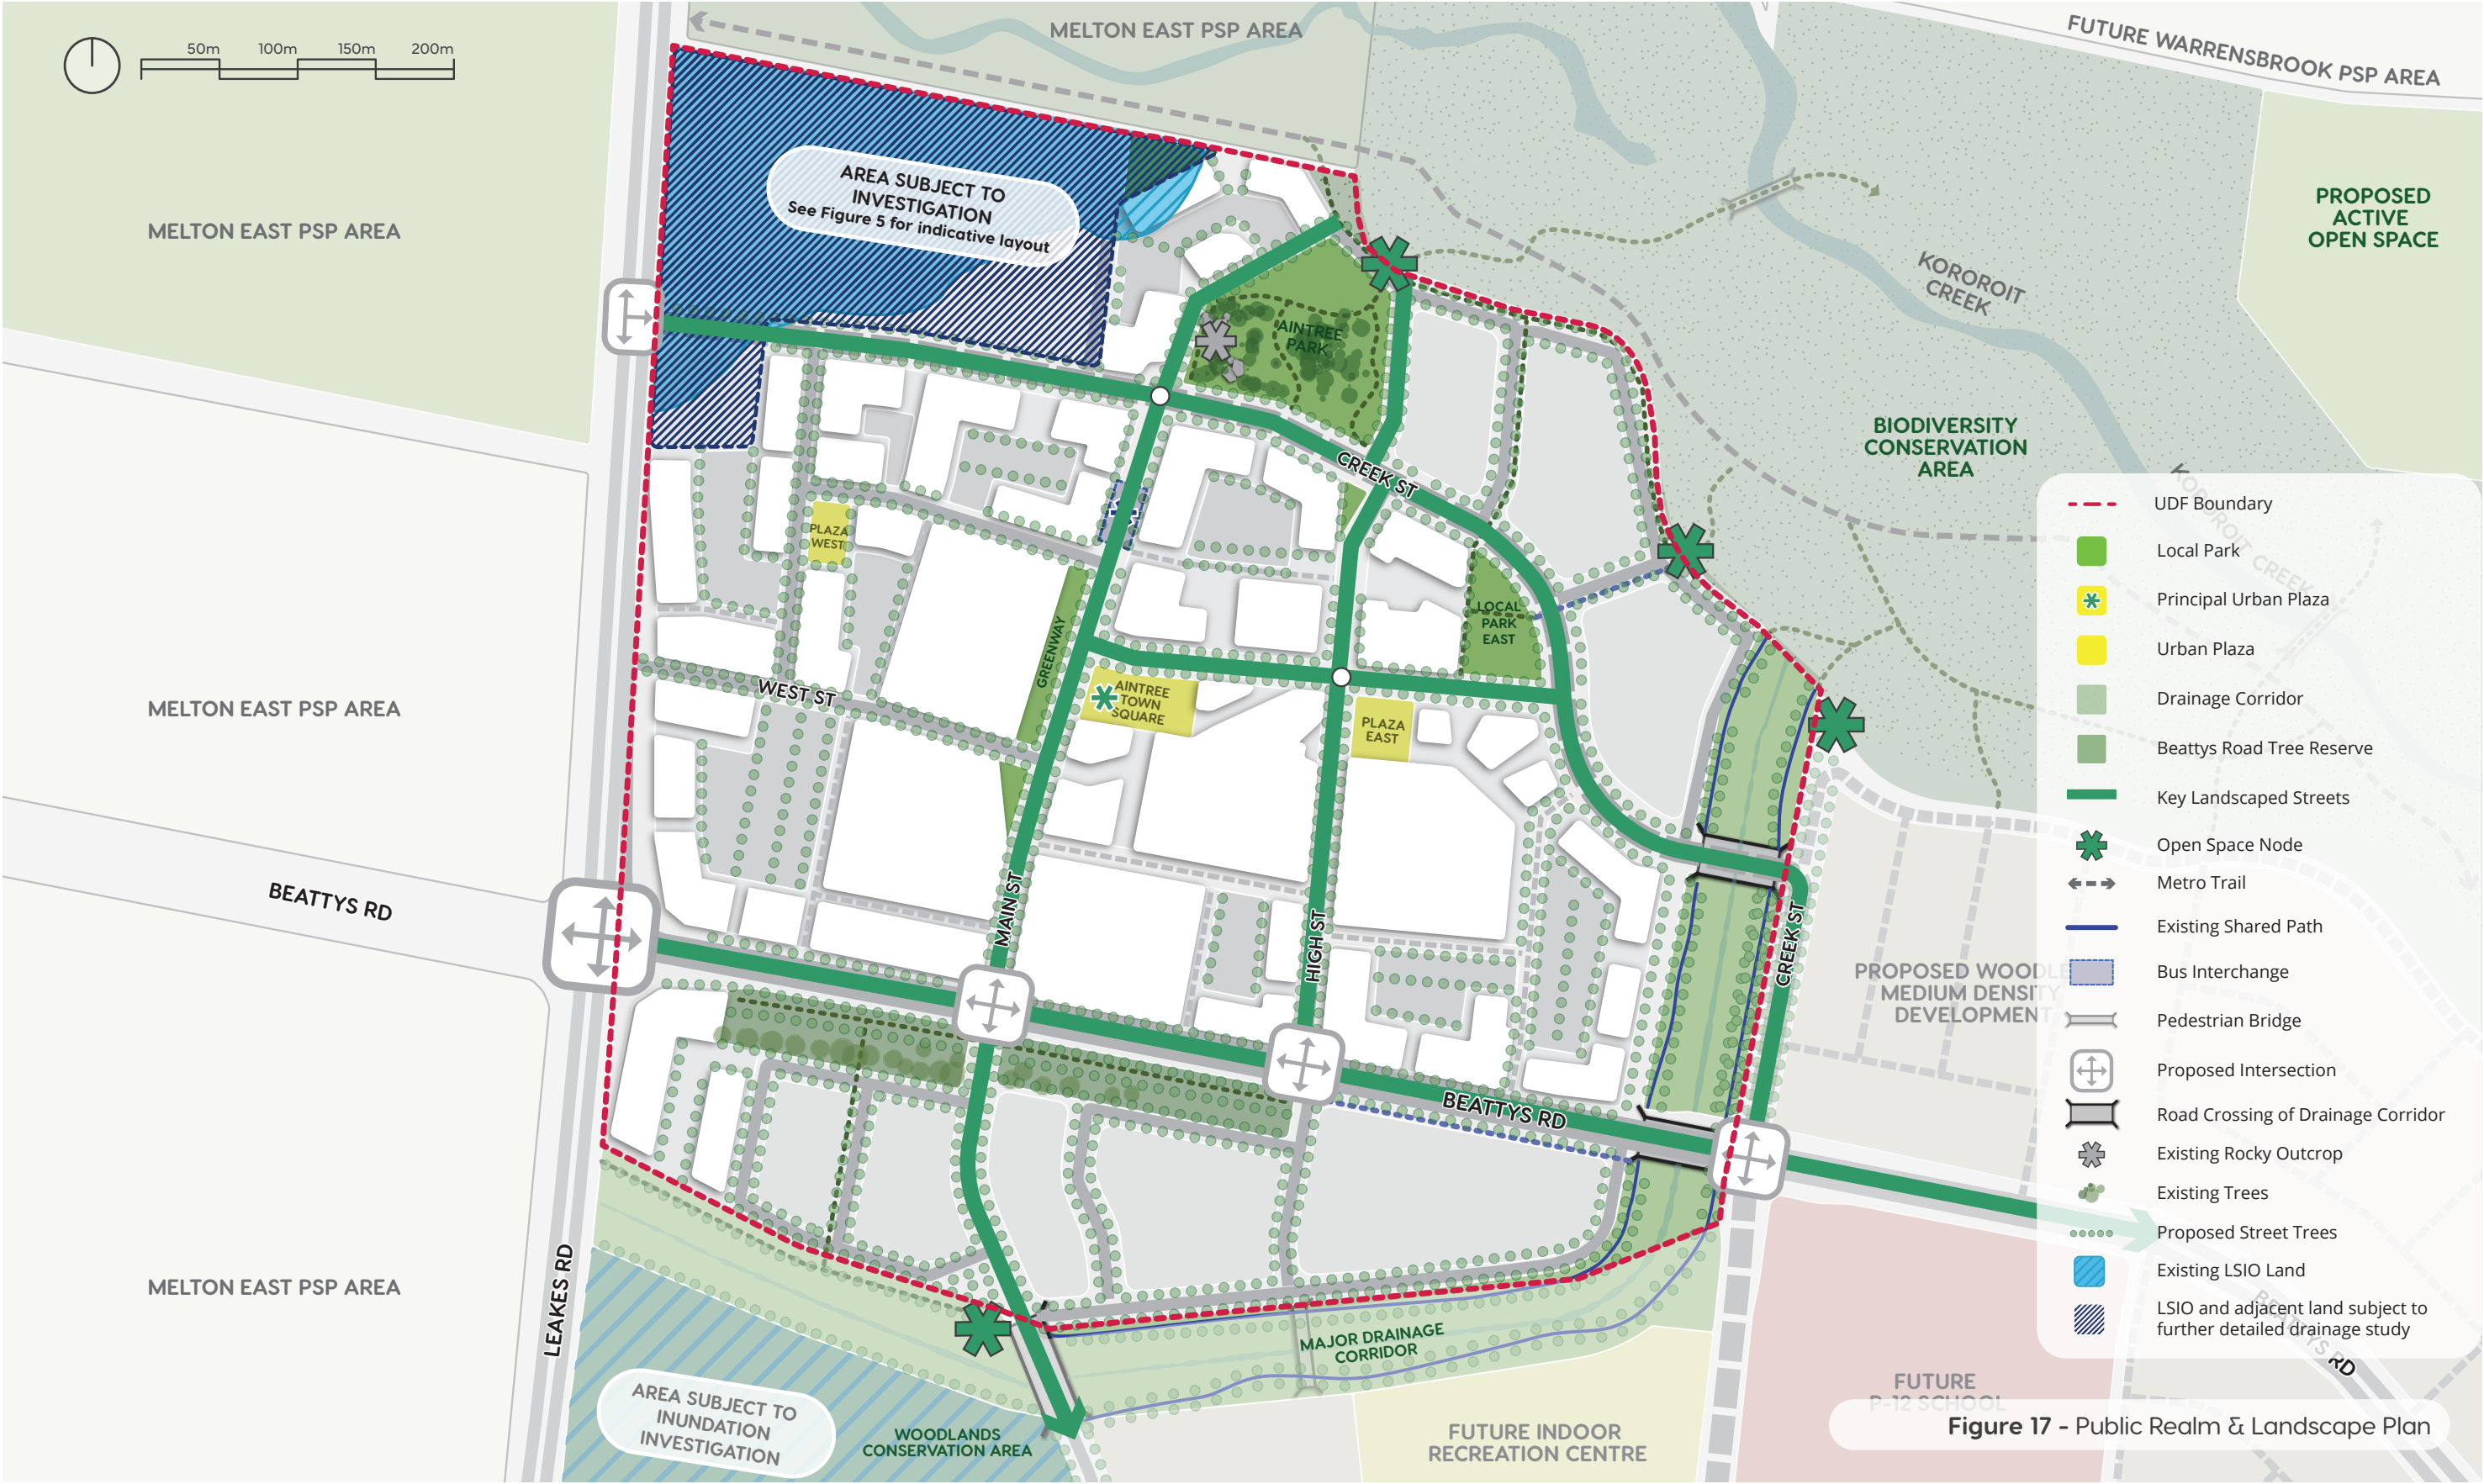 50m 100m 150m 200m
MELTON EAST PSP AREA
FUTURE WARRENSBROOK PSP AREA
AREA SUBJECT TO
INVESTIGATION
See Figure 5 for indicative layout
MELTON EAST PSP AREA
PROPOSED
ACTIVE
OPEN SPACE
KOROROIT
CREEK
AINTREE
PARK
BIODIVERSITY
CONSERVATION
AREA
CREEK ST
PLAZA
WEST
LOCAL
PARK
EAST
GREENWAY
WEST ST
AINTREE
TOWN
SQUARE
PLAZA
EAST
MELTON EAST PSP AREA
BEATTYS RD
MAIN ST
HIGH ST
CREEK ST
PROPOSED WOODL
MEDIUM DENSITY
DEVELOPMENT
BEATTYS RD
MELTON EAST PSP AREA
LEAKES RD
MAJOR DRAINAGE
CORRIDOR
AREA SUBJECT TO
INUNDATION
INVESTIGATION
WOODLANDS
CONSERVATION AREA
FUTURE INDOOR
RECREATION CENTRE
FUTURE
P-12 SCHOOL
KOROROIT CREEK
BEATTYS RD
UDF Boundary
Local Park
Principal Urban Plaza
Urban Plaza
Drainage Corridor
Beattys Road Tree Reserve
Key Landscaped Streets
Open Space Node
Metro Trail
Existing Shared Path
Bus Interchange
Pedestrian Bridge
Proposed Intersection
Road Crossing of Drainage Corridor
Existing Rocky Outcrop
Existing Trees
Proposed Street Trees
Existing LSIO Land
LSIO and adjacent land subject to
further detailed drainage study
Figure 17 - Public Realm & Landscape Plan